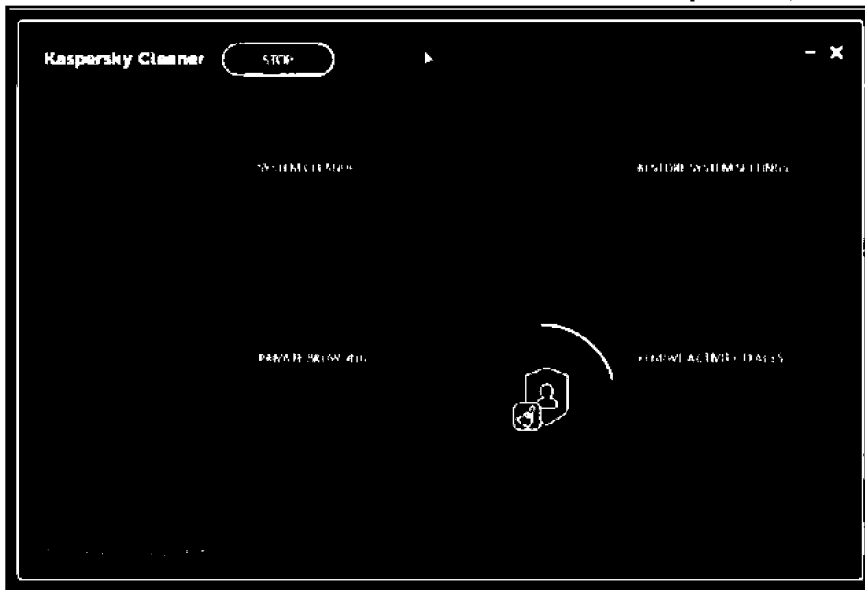 Kaspersky Cleaner
STOP
SYSTEM CLEANUP
RESTORE SYSTEM SETTINGS
PRIVATE BROWSING
REMOVE ACTIVITY TRACES